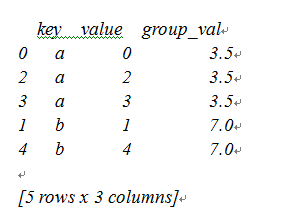 key value group_val
0 a 0 3.5
2 a 2 3.5
3 a 3 3.5
1 b 1 7.0
4 b 4 7.0
[5 rows x 3 columns]